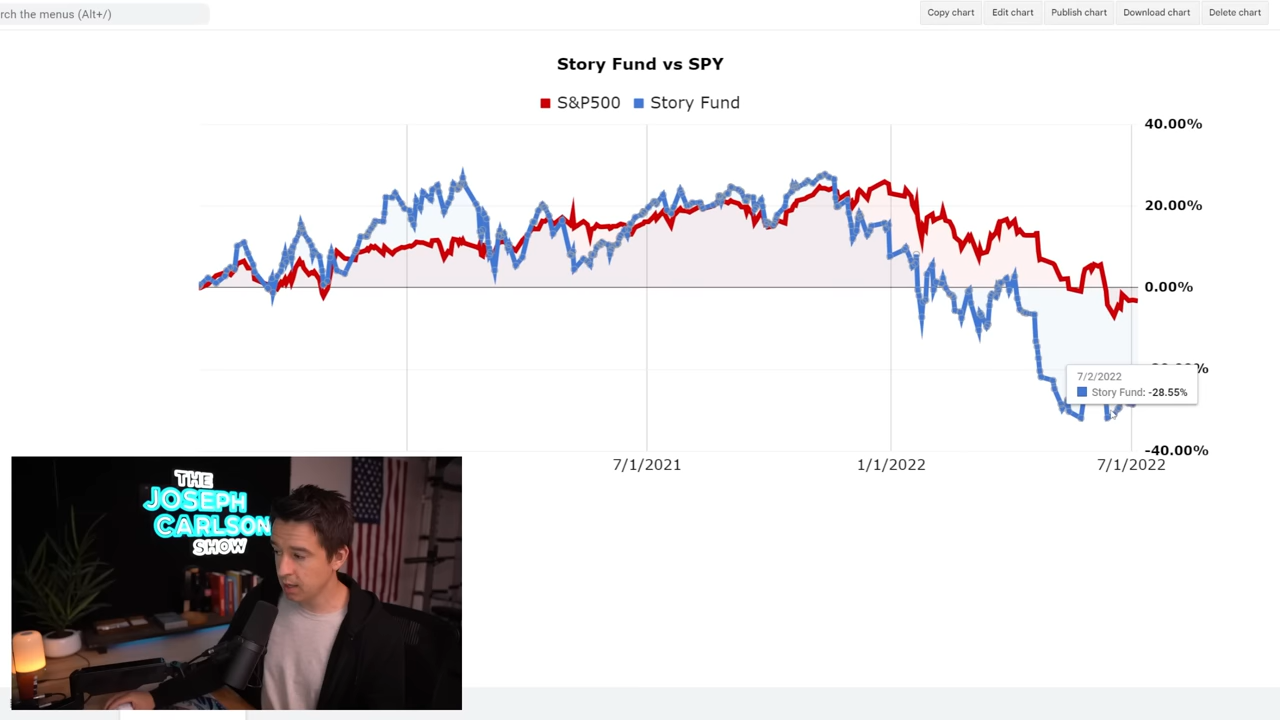 rch the menus (Alt+/)
Copy chart
Edit chart
Publish chart
Download chart
Delete chart
Story Fund vs SPY
S&P500
Story Fund
40.00%
20.00%
0.00%
7/2/2022
Story Fund: -28.55%
-40.00%
7/1/2021
1/1/2022
7/1/2022
THE
JOSEPH
CARLSON
SHOW